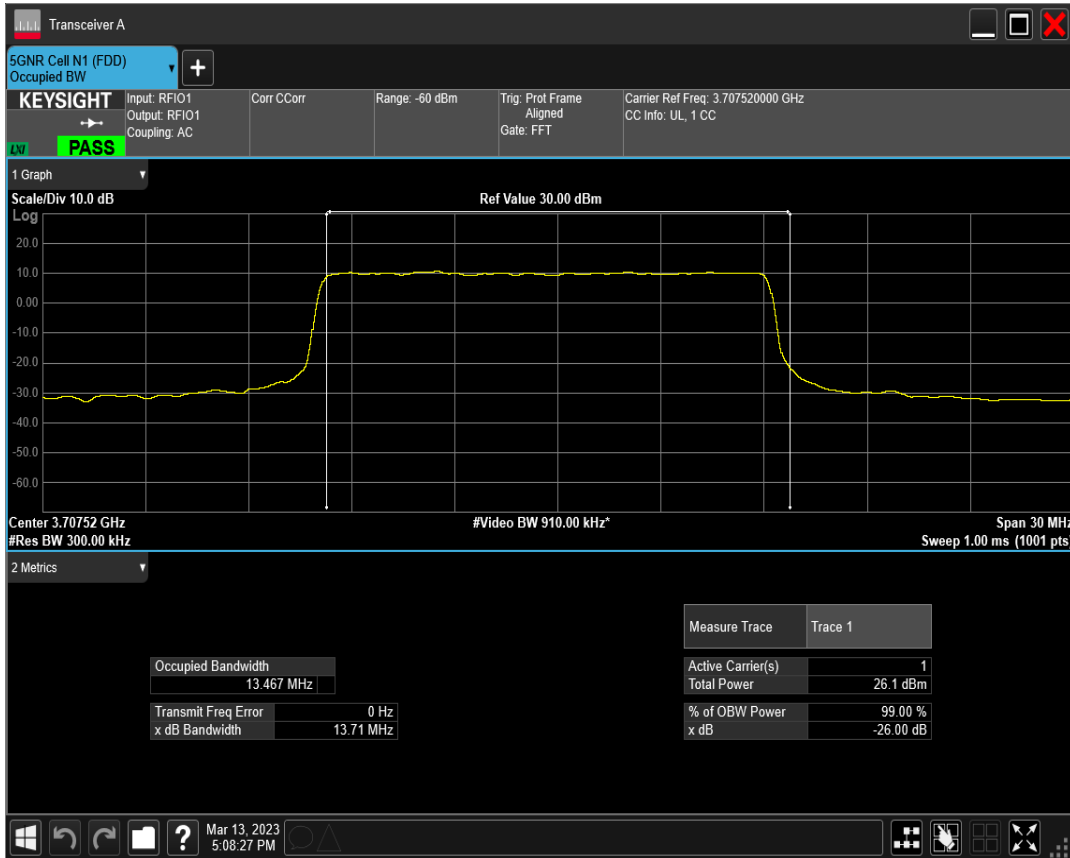 Transceiver A
5GNR Cell N1 (FDD)
Occupied BW
+
KEYSIGHT
LXI
PASS
Input: RFIO1
Output: RFIO1
Coupling: AC
Corr CCorr
Range: -60 dBm
Trig: Prot Frame
Aligned
Gate: FFT
Carrier Ref Freq: 3.707520000 GHz
CC Info: UL, 1 CC
1 Graph
Scale/Div 10.0 dB
Ref Value 30.00 dBm
Log
20.0
10.0
0.00
-10.0
-20.0
-30.0
-40.0
-50.0
-60.0
Center 3.70752 GHz
#Video BW 910.00 kHz*
Span 30 MHz
#Res BW 300.00 kHz
Sweep 1.00 ms (1001 pts)
2 Metrics
Measure Trace Trace 1
Occupied Bandwidth
13.467 MHz
Active Carrier(s) 1
Total Power 26.1 dBm
Transmit Freq Error 0 Hz
x dB Bandwidth 13.71 MHz
% of OBW Power 99.00 %
x dB -26.00 dB
?
Mar 13, 2023
5:08:27 PM